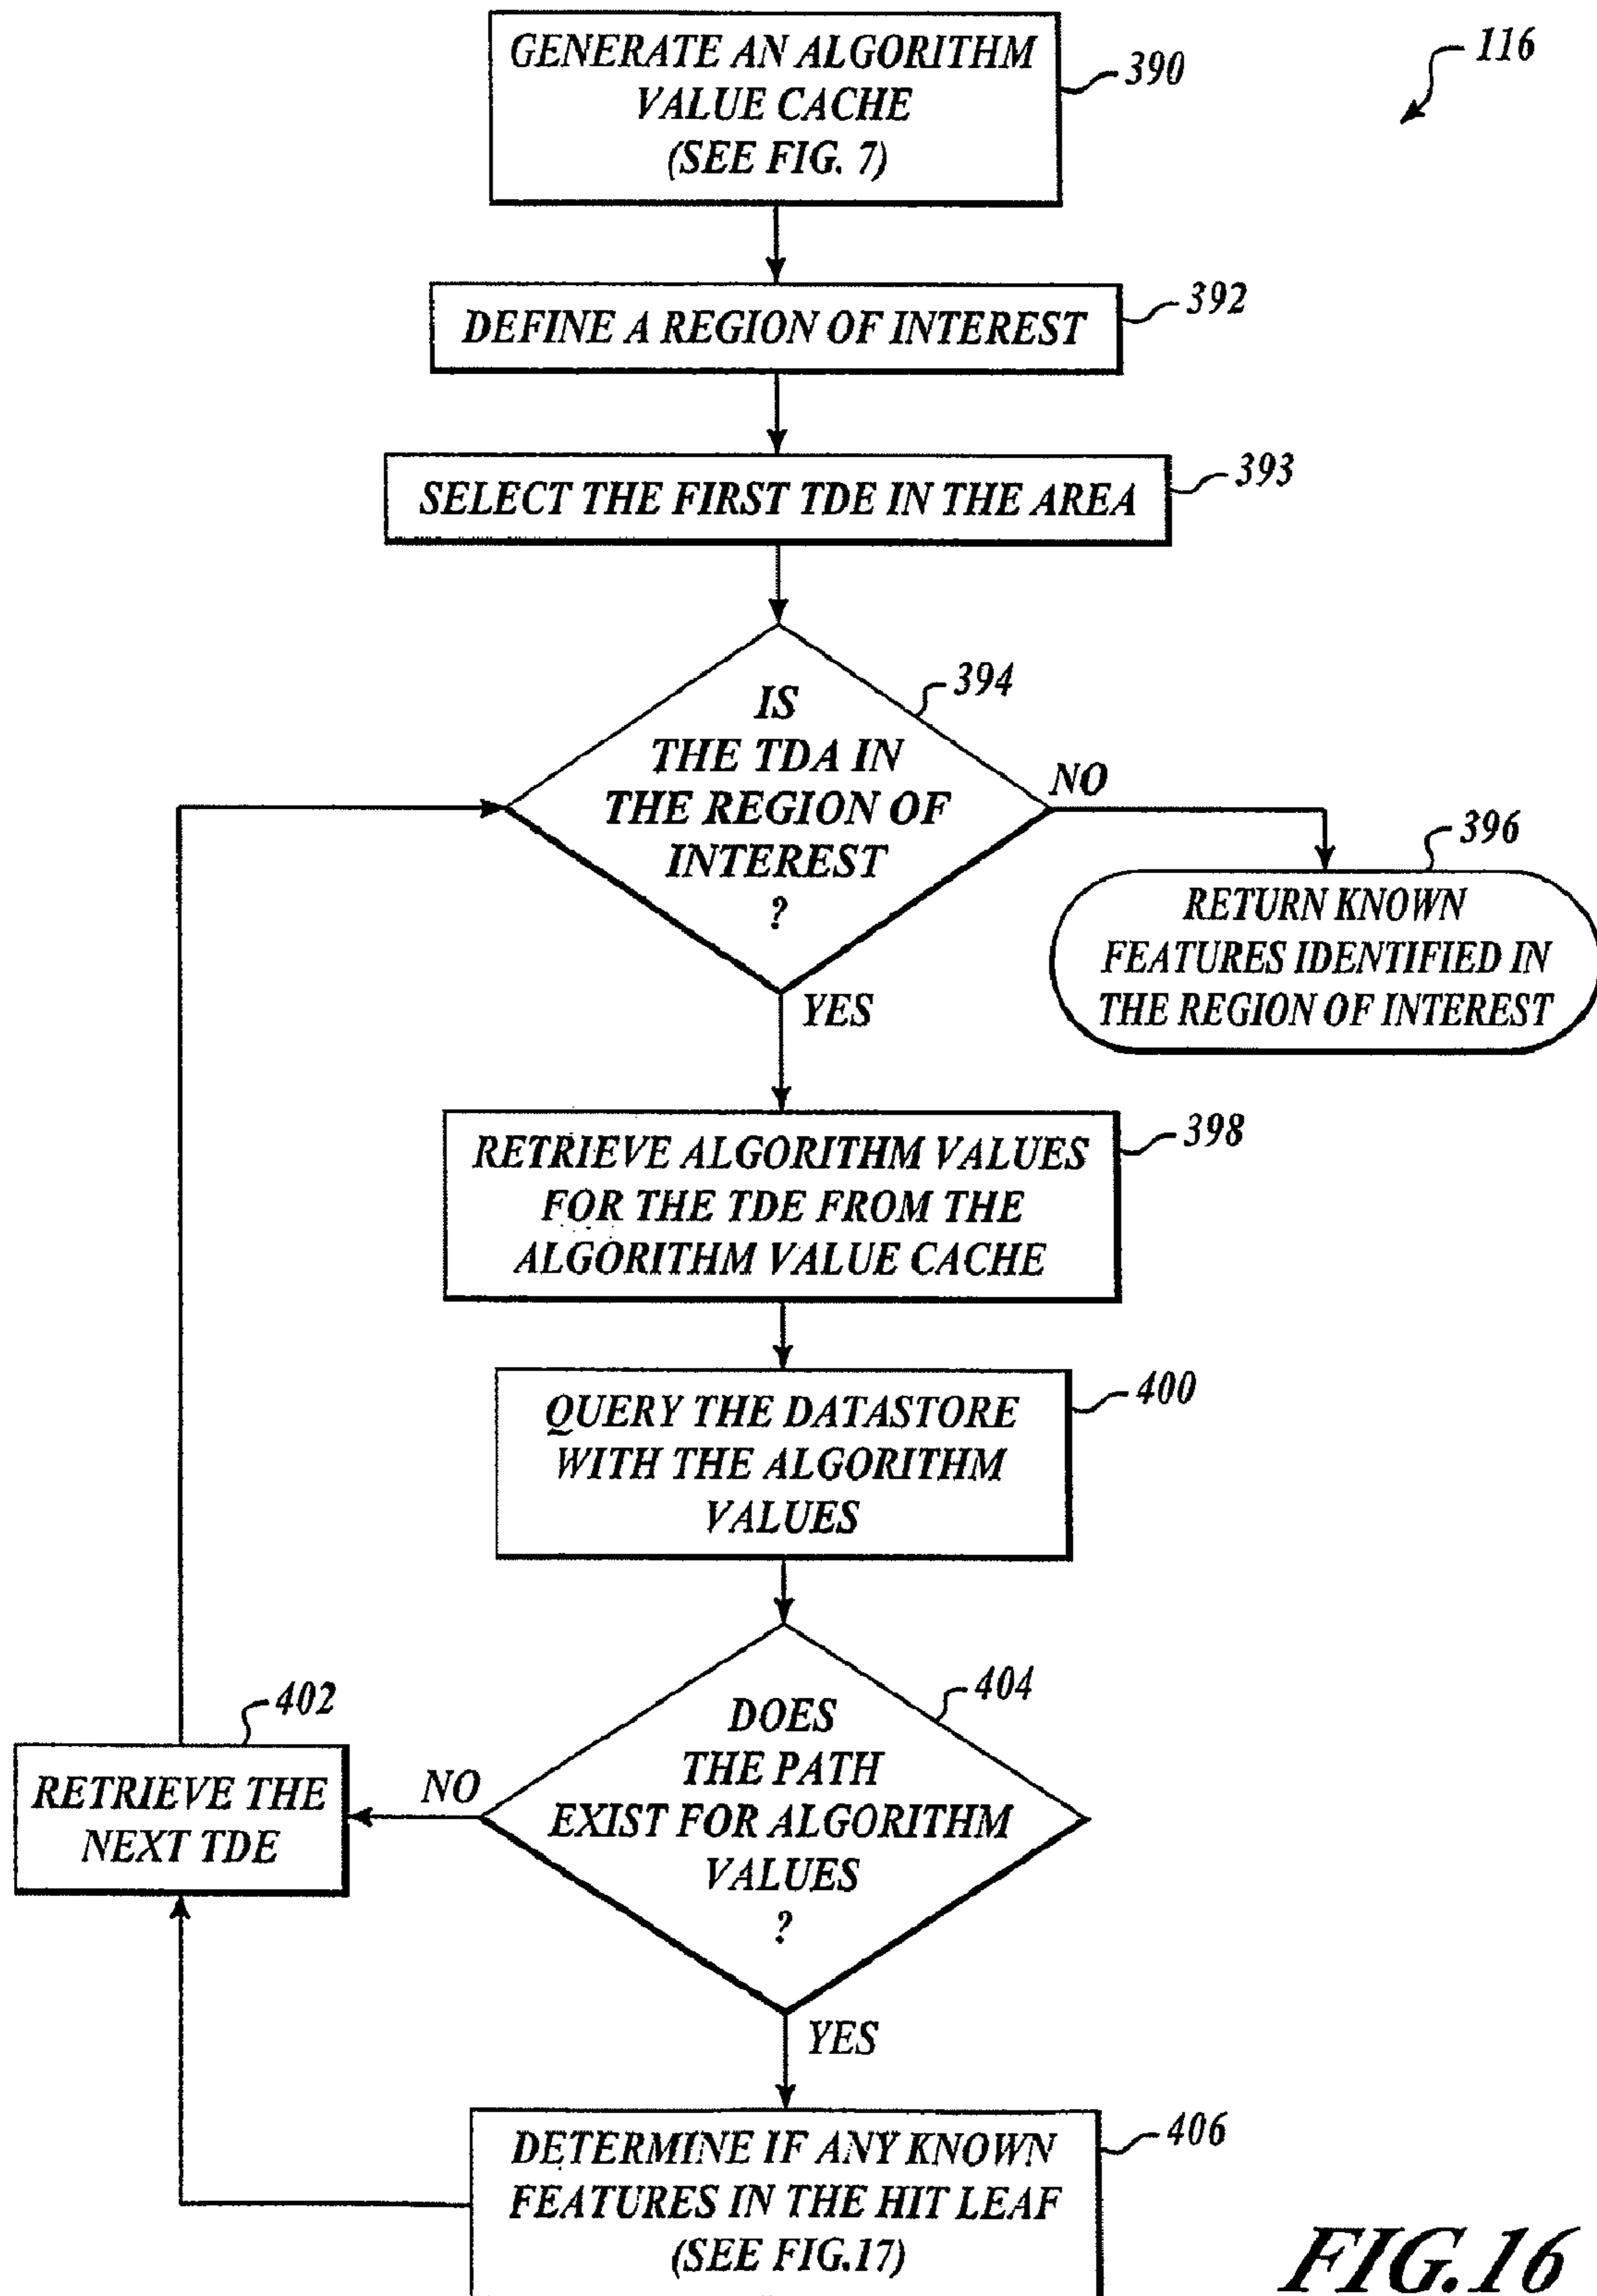 GENERATE AN ALGORITHM
VALUE CACHE
(SEE FIG. 7)
390
116
DEFINE A REGION OF INTEREST
392
SELECT THE FIRST TDE IN THE AREA
393
IS
THE TDA IN
THE REGION OF
INTEREST
?
394
NO
396
RETURN KNOWN
FEATURES IDENTIFIED IN
THE REGION OF INTEREST
YES
RETRIEVE ALGORITHM VALUES
FOR THE TDE FROM THE
ALGORITHM VALUE CACHE
398
QUERY THE DATASTORE
WITH THE ALGORITHM
VALUES
400
DOES
THE PATH
EXIST FOR ALGORITHM
VALUES
?
404
NO
402
RETRIEVE THE
NEXT TDE
YES
DETERMINE IF ANY KNOWN
FEATURES IN THE HIT LEAF
(SEE FIG.17)
406
FIG.16